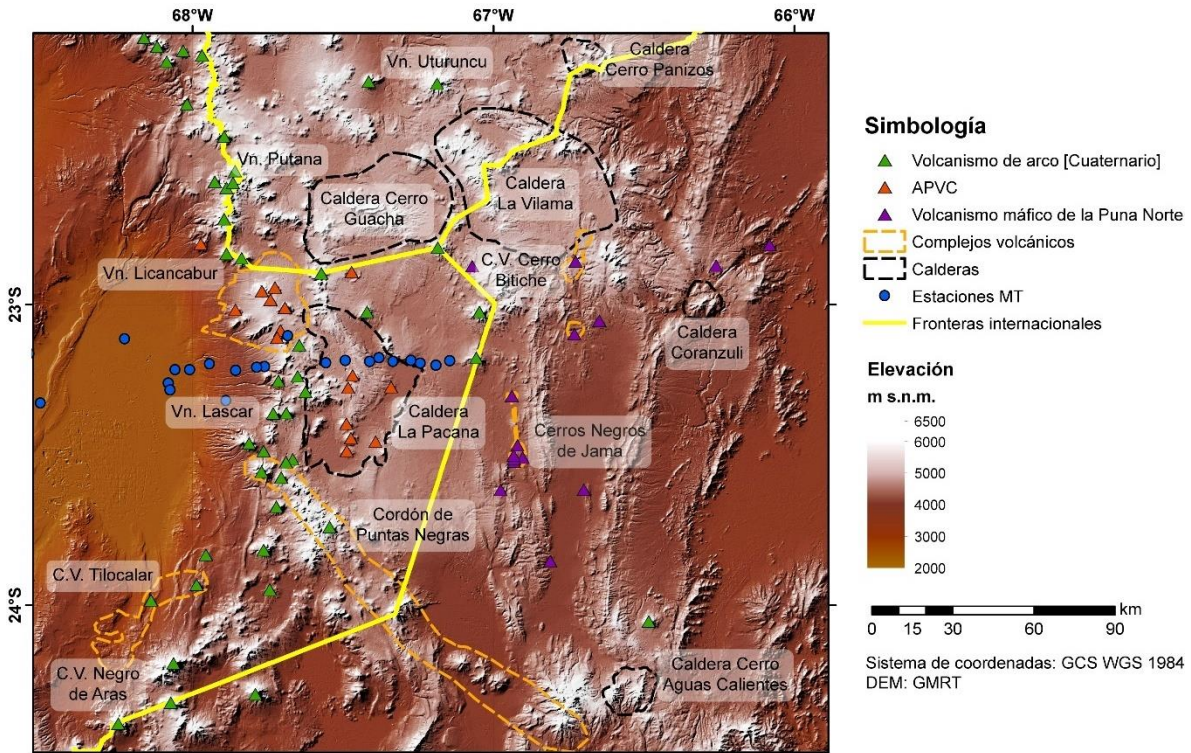 68°W
67°W
66°W
Caldera
Cerro Panizos
Vn. Uturuncu
Vn. Putana
Caldera Cerro
Guacha
Caldera
La Vilama
C.V. Cerro
Bitiche
Vn. Licancabur
23°S
Caldera
Coranzuli
Vn. Lascar
Caldera
La Pacana
Cerros Negros
de Jama
Cordón de
Puntas Negras
C.V. Tilocalar
24°S
C.V. Negro
de Aras
Caldera Cerro
Aguas Calientes
Simbología
Volcanismo de arco [Cuaternario]
APVC
Volcanismo máfico de la Puna Norte
Complejos volcánicos
Calderas
Estaciones MT
Fronteras internacionales
Elevación
m s.n.m.
6500
6000
5000
4000
3000
2000
km
0 15 30 60 90
Sistema de coordenadas: GCS WGS 1984
DEM: GMRT